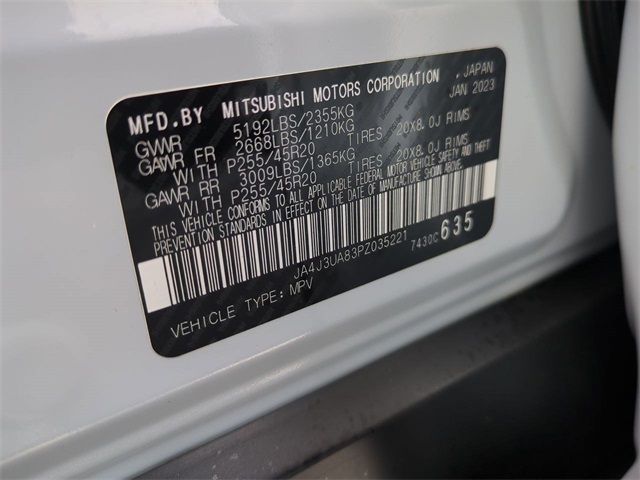 MFD.BY MITSUBISHI MOTORS CORPORATION , JAPAN
JAN 2023
GVWR 5192LBS/2355KG
GAWR FR 2668LBS/1210KG
WITH P255/45R20 TIRES 20X8.0J RIMS
GAWR RR 3009LBS/1365KG
WITH P255/45R20 TIRES 20X8.0J RIMS
THIS VEHICLE CONFORMS TO ALL APPLICABLE FEDERAL MOTOR VEHICLE SAFETY AND THEFT
PREVENTION STANDARDS IN EFFECT ON THE DATE OF MANUFACTURE SHOWN ABOVE.
JA4J3UA83PZ035221 7430C 635
VEHICLE TYPE: MPV